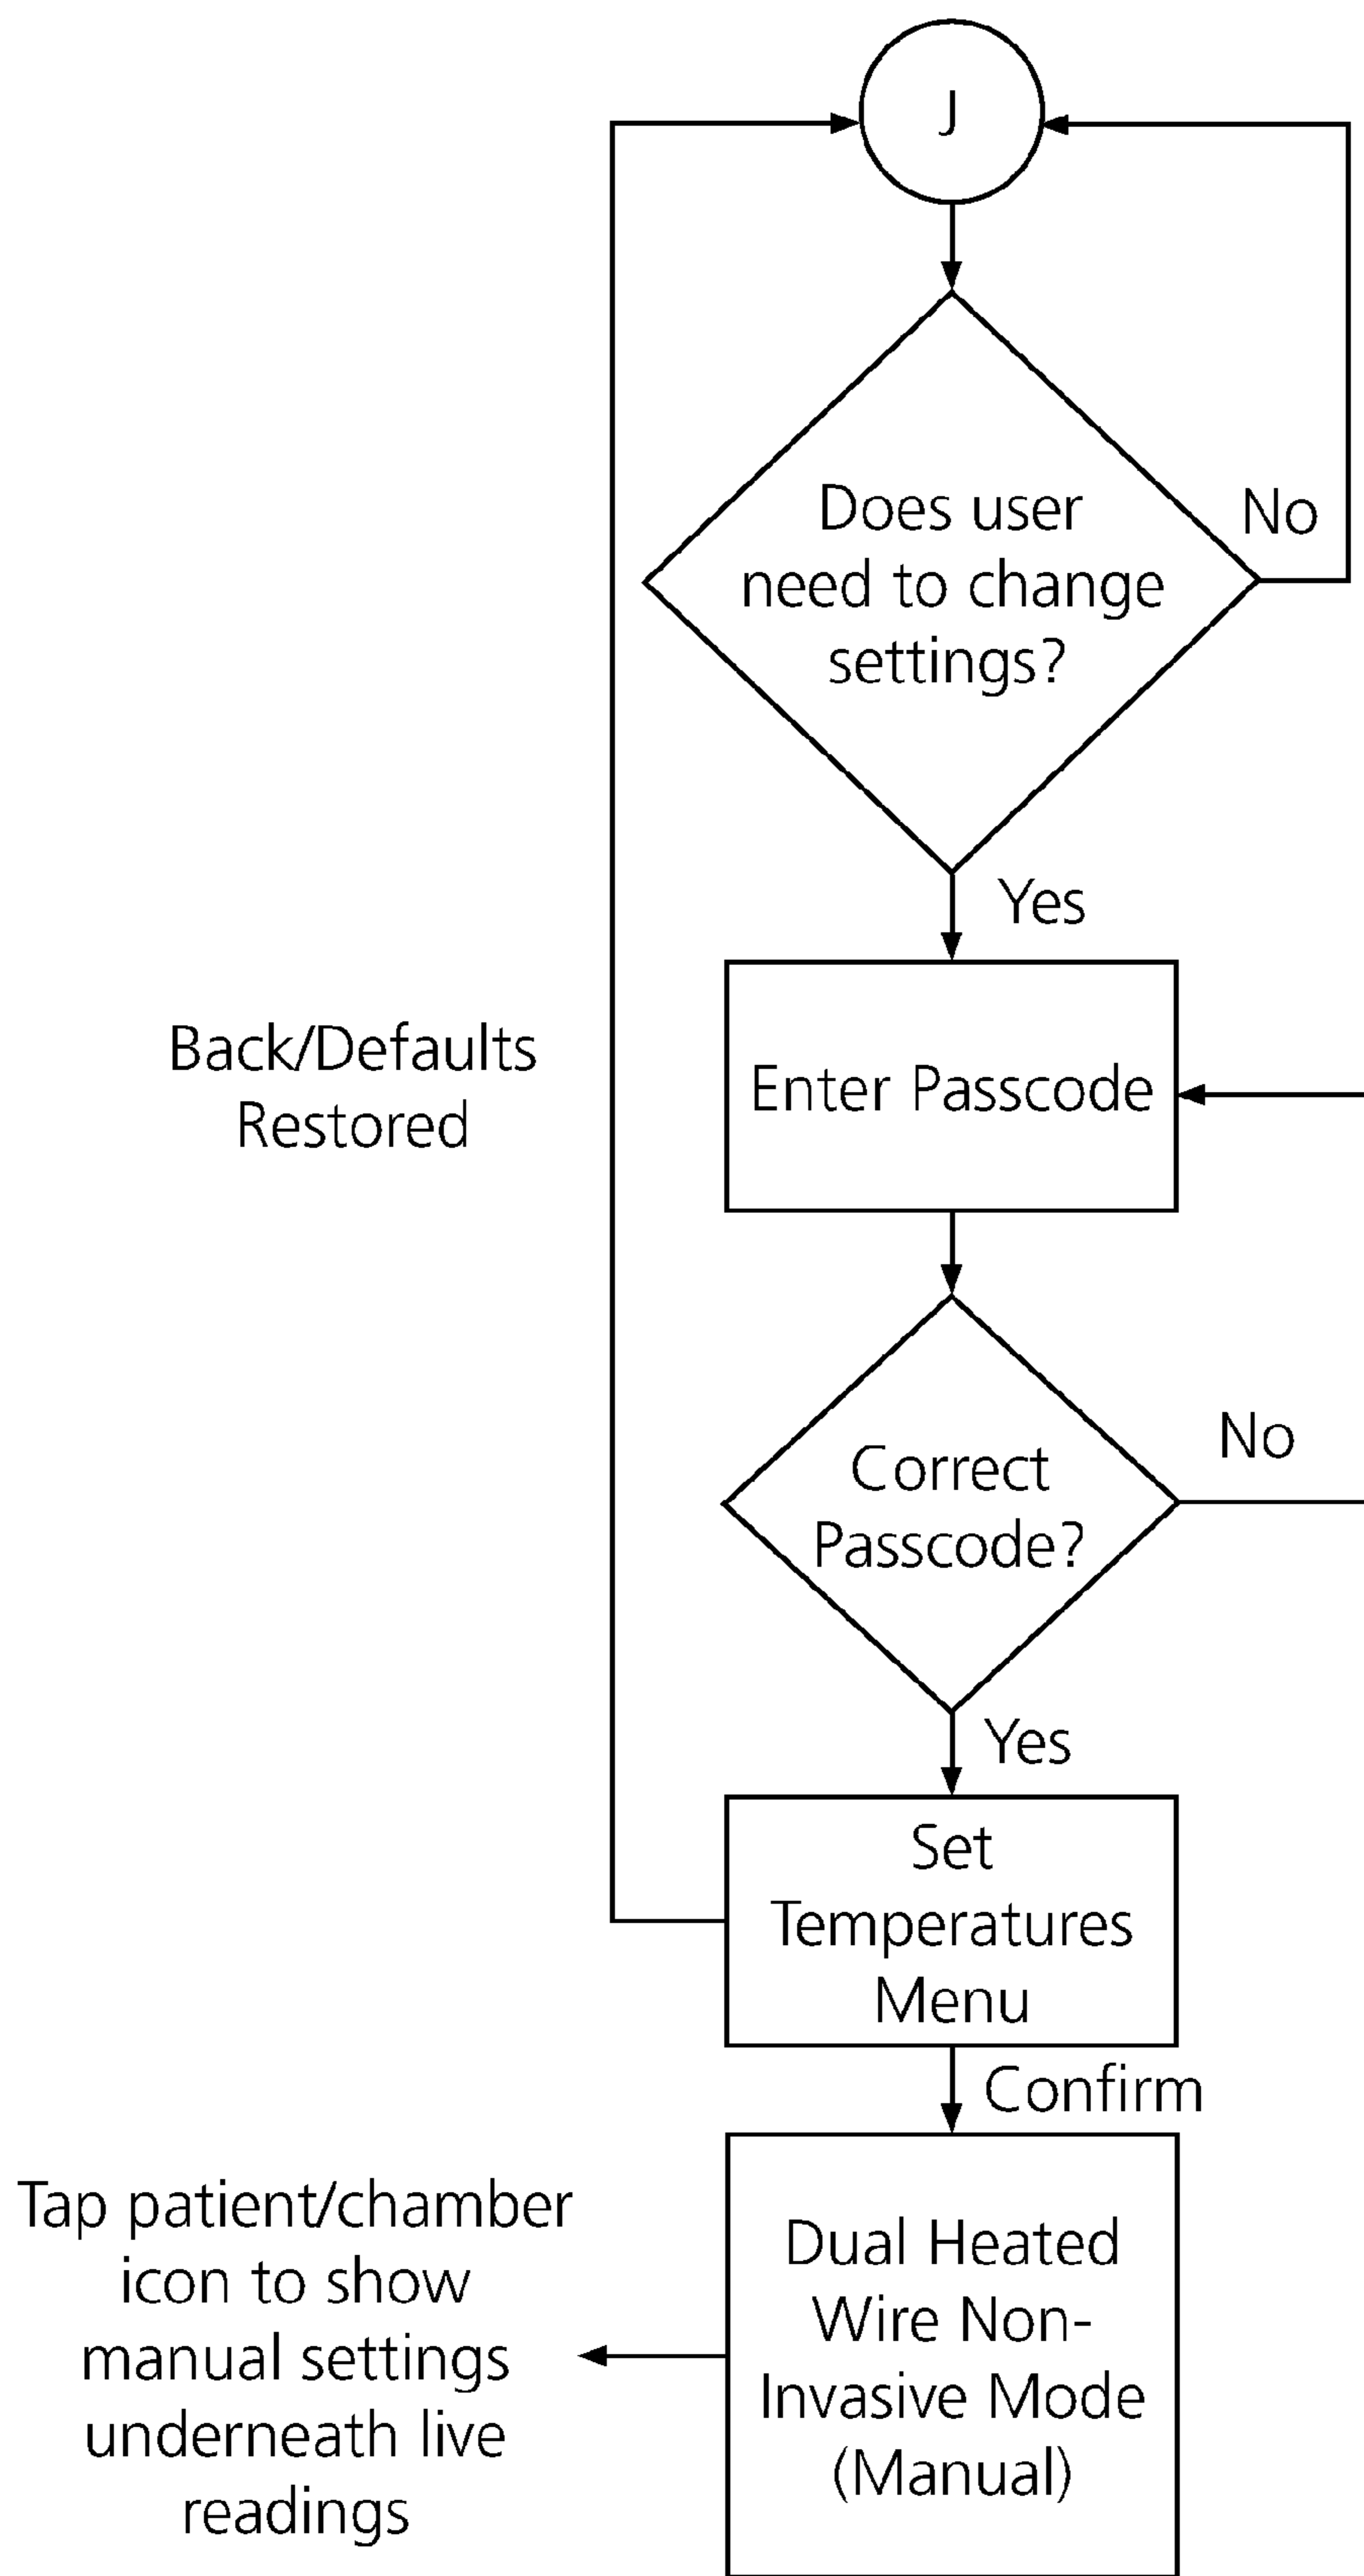 J
Does user
need to change
settings?
No
Yes
Back/Defaults
Restored
Enter Passcode
Correct
Passcode?
No
Yes
Set
Temperatures
Menu
Confirm
Tap patient/chamber
icon to show
manual settings
underneath live
readings
Dual Heated
Wire Non-
Invasive Mode
(Manual)